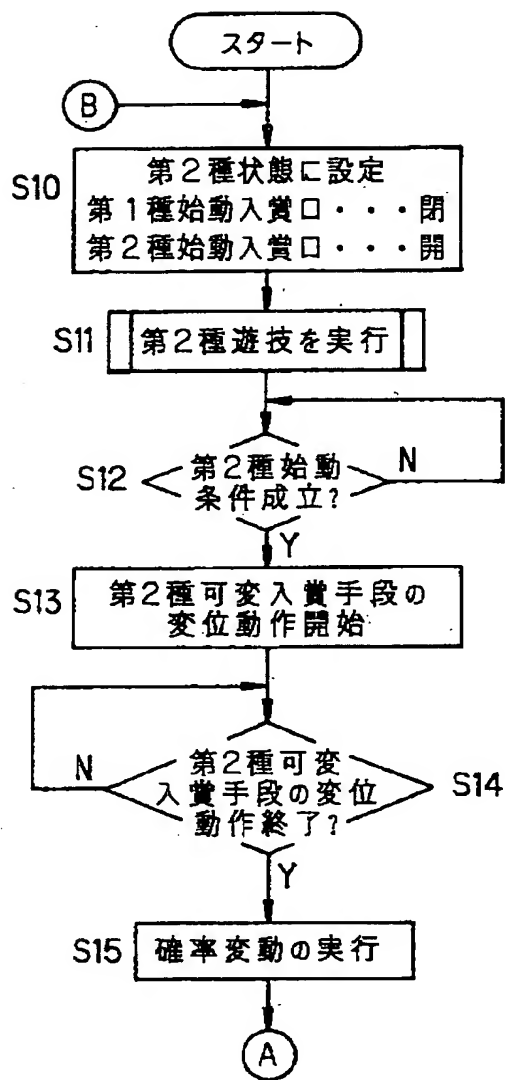 スタート
B
S10
第2種状態に設定
第1種始動入賞口・・・閉
第2種始動入賞口・・・開
S11
第2種遊技を実行
S12
第2種始動
条件成立?
N
Y
S13
第2種可変入賞手段の
変位動作開始
N
第2種可変
入賞手段の変位
動作終了?
S14
Y
S15
確率変動の実行
A